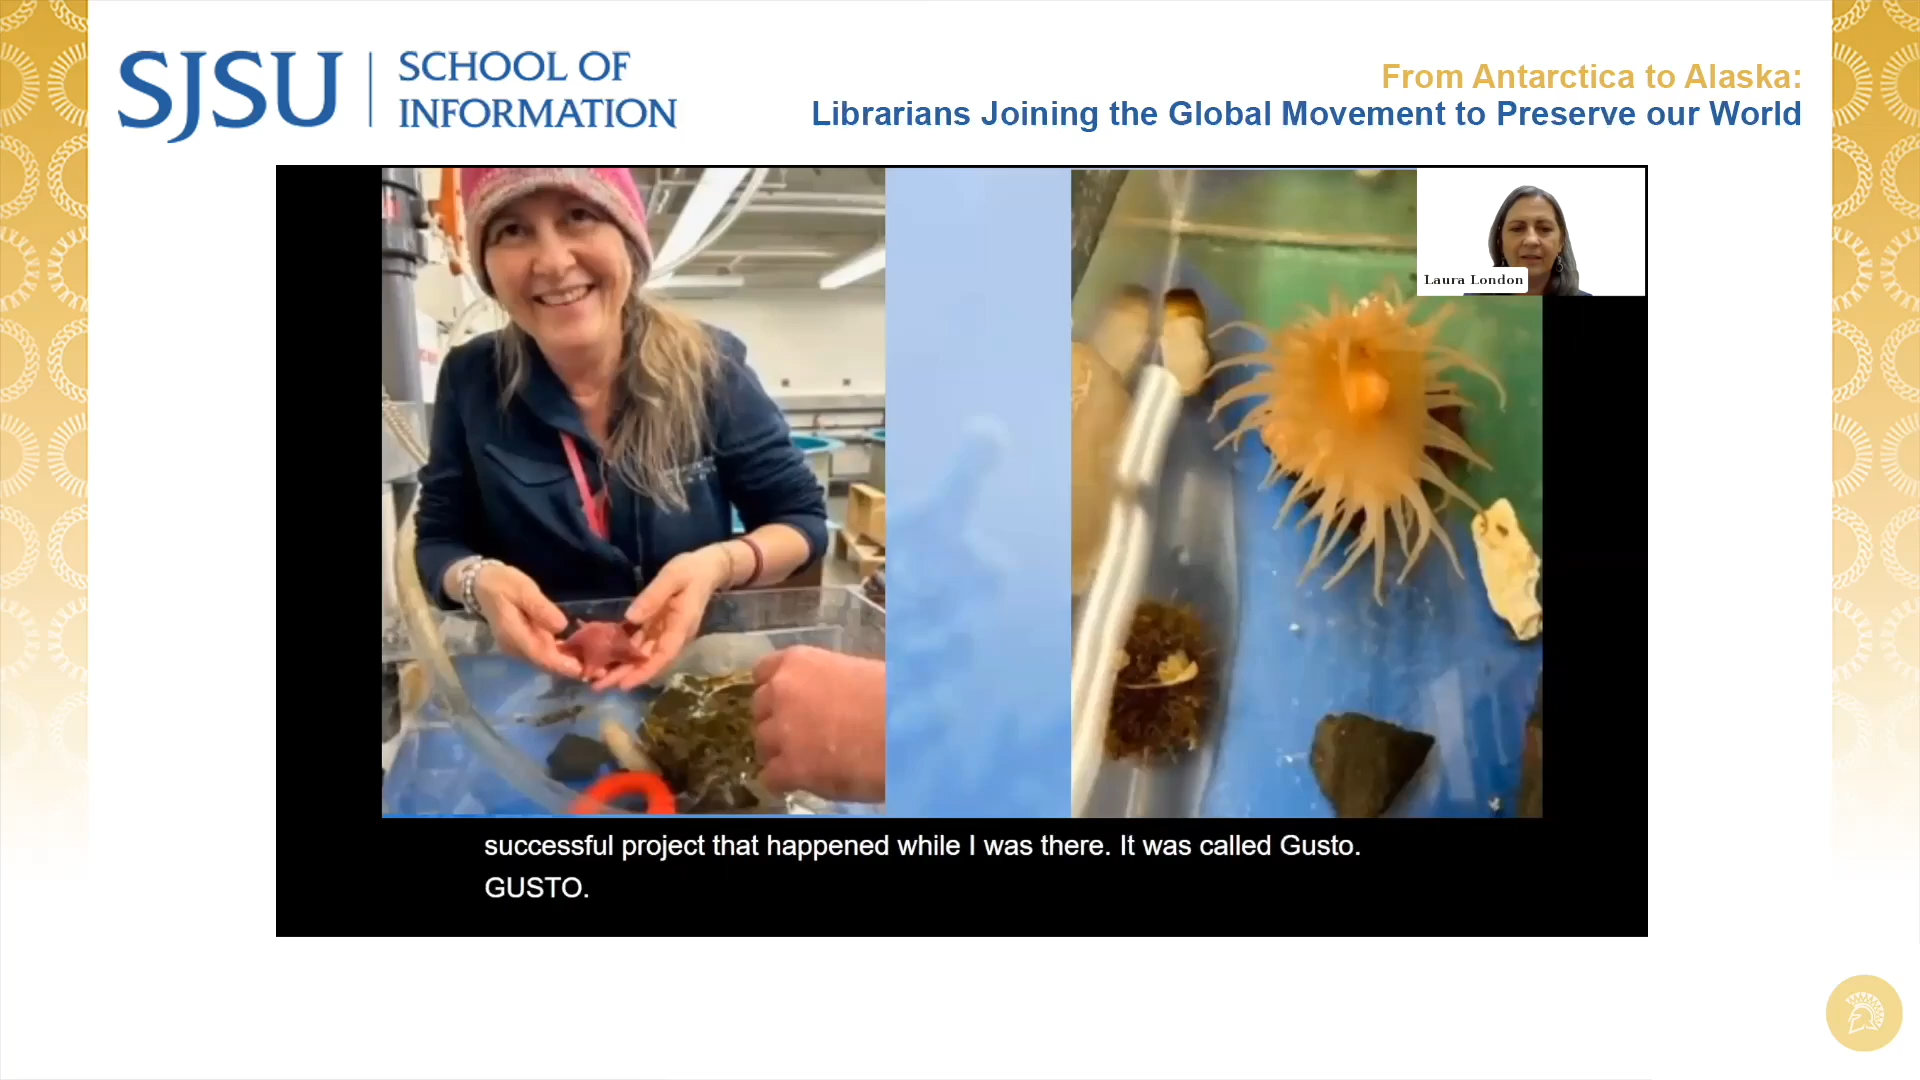 SJSU
SCHOOL OF
INFORMATION
From Antarctica to Alaska:
Librarians Joining the Global Movement to Preserve our World
Laura London
successful project that happened while I was there. It was called Gusto.
GUSTO.